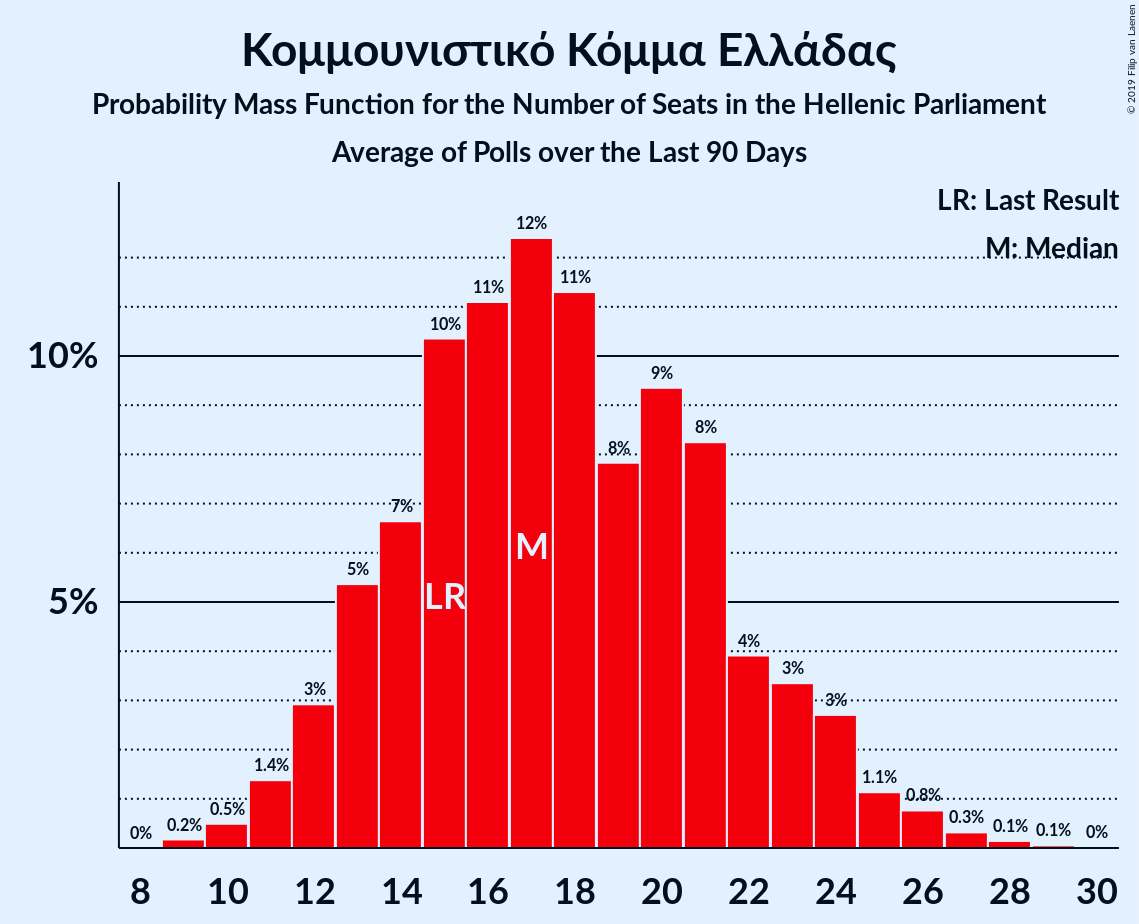 Κομμουνιστικό Κόμμα Ελλάδας
Probability Mass Function for the Number of Seats in the Hellenic Parliament
Average of Polls over the Last 90 Days
© 2019 Filip van Laenen
LR: Last Result
M: Median
10%
5%
0%
0.2%
0.5%
1.4%
3%
5%
7%
10%
11%
12%
11%
8%
9%
8%
4%
3%
3%
1.1%
0.8%
0.3%
0.1%
0.1%
0%
LR
M
8 10 12 14 16 18 20 22 24 26 28 30